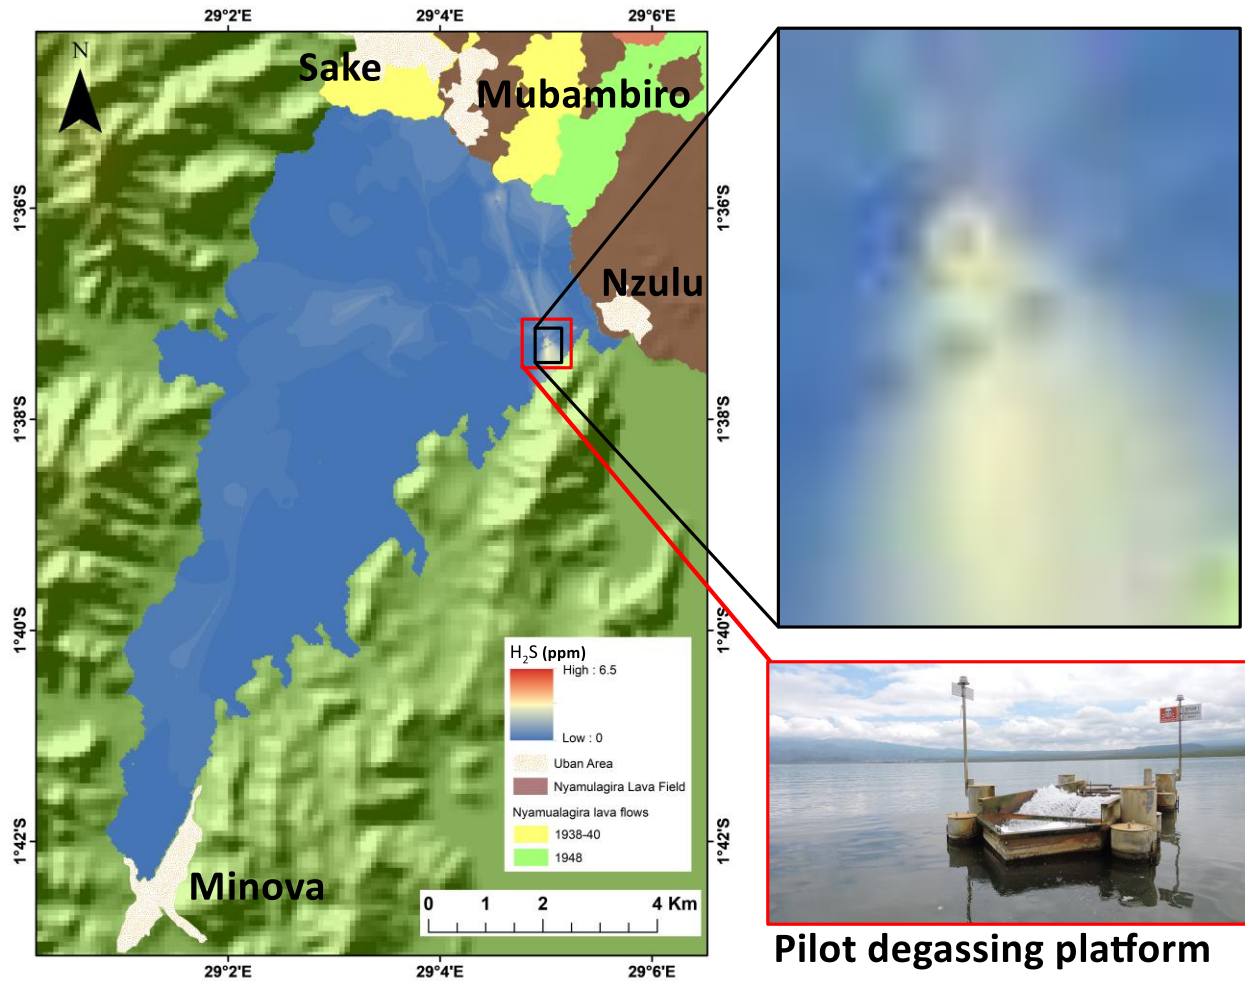 29°2'E
29°4'E
29°6'E
N
Sake
Mubambiro
1°36'S
1°36'S
Nzulu
1°38'S
1°38'S
1°40'S
1°40'S
H2S (ppm)
High : 6.5
Low : 0
Uban Area
Nyamulagira Lava Field
Nyamualagira lava flows
1938-40
1948
1°42'S
1°42'S
Minova
0 1 2 4 Km
29°2'E
29°4'E
29°6'E
Pilot degassing platform